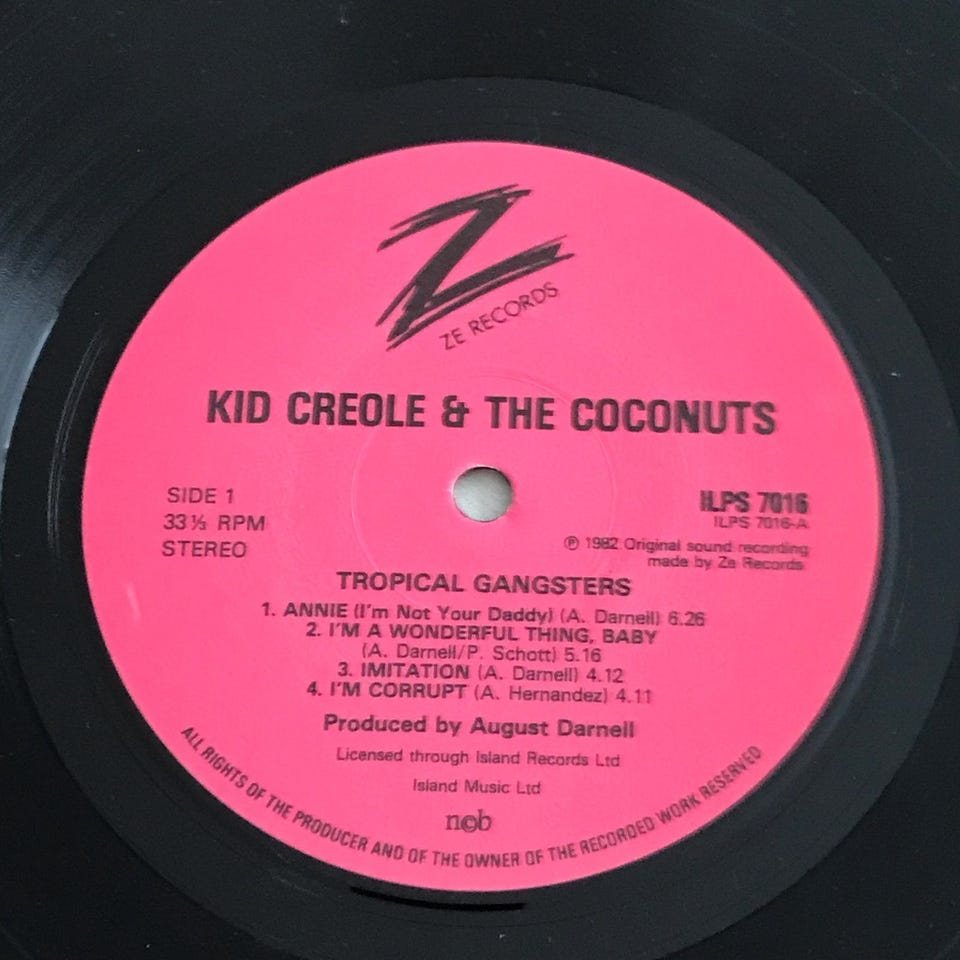 Z
ZE RECORDS
KID CREOLE & THE COCONUTS
SIDE 1
33⅓ RPM
STEREO
ILPS 7016
ILPS 7016-A
℗ 1982 Original sound recording
made by Ze Records
TROPICAL GANGSTERS
1. ANNIE (I'm Not Your Daddy) (A. Darnell) 6.26
2. I'M A WONDERFUL THING, BABY
(A. Darnell/P. Schott) 5.16
3. IMITATION (A. Darnell) 4.12
4. I'M CORRUPT (A. Hernandez) 4.11
Produced by August Darnell
Licensed through Island Records Ltd
Island Music Ltd
n©b
ALL RIGHTS OF THE PRODUCER AND OF THE OWNER OF THE RECORDED WORK RESERVED